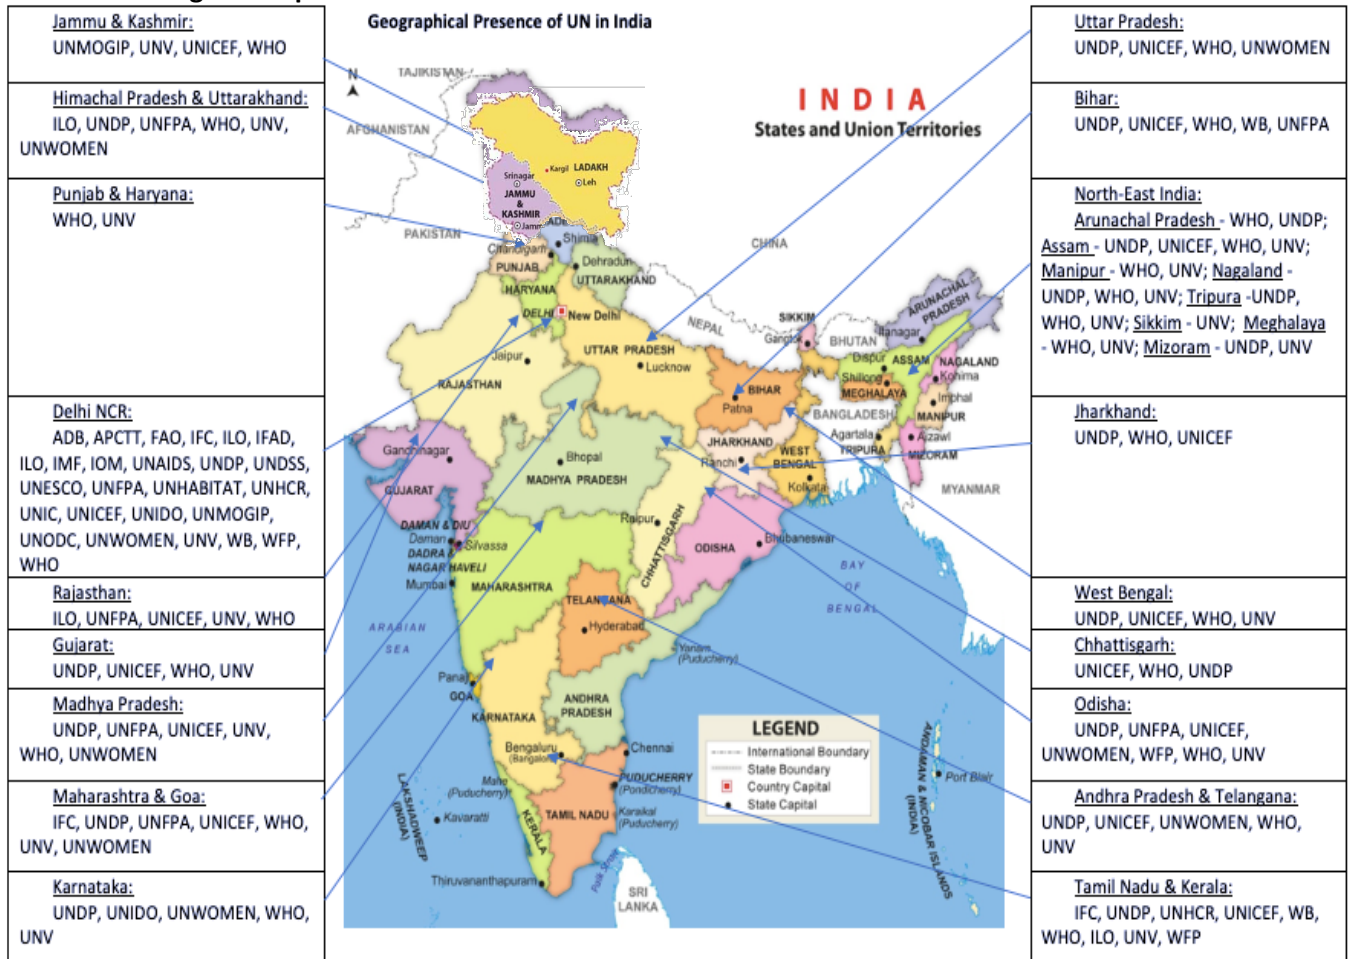 Geographical Presence of UN in India
Jammu & Kashmir:
UNMOGIP, UNV, UNICEF, WHO
Himachal Pradesh & Uttarakhand:
ILO, UNDP, UNFPA, WHO, UNV,
UNWOMEN
Punjab & Haryana:
WHO, UNV
Delhi NCR:
ADB, APCTT, FAO, IFC, ILO, IFAD,
ILO, IMF, IOM, UNAIDS, UNDP, UNDSS,
UNESCO, UNFPA, UNHABITAT, UNHCR,
UNIC, UNICEF, UNIDO, UNMOGIP,
UNODC, UNWOMEN, UNV, WB, WFP,
WHO
Rajasthan:
ILO, UNFPA, UNICEF, UNV, WHO
Gujarat:
UNDP, UNICEF, WHO, UNV
Madhya Pradesh:
UNDP, UNFPA, UNICEF, UNV,
WHO, UNWOMEN
Maharashtra & Goa:
IFC, UNDP, UNFPA, UNICEF, WHO,
UNV, UNWOMEN
Karnataka:
UNDP, UNIDO, UNWOMEN, WHO,
UNV
N
TAJIKISTAN
AFGHANISTAN
PAKISTAN
INDIA
States and Union Territories
Kargil
LADAKH
Leh
Srinagar
JAMMU
&
KASHMIR
Shimla
Chandigarh
PUNJAB
Dehradun
UTTARAKHAND
CHINA
HARYANA
DELHI
New Delhi
NEPAL
SIKKIM
Gangtok
BHUTAN
ARUNACHAL
PRADESH
Itanagar
Jaipur
RAJASTHAN
UTTAR PRADESH
Lucknow
BIHAR
Patna
Dispur
ASSAM
NAGALAND
Kohima
Shillong
MEGHALAYA
Imphal
MANIPUR
BANGLADESH
Agartala
TRIPURA
Aizawl
MIZORAM
MYANMAR
Gandhinagar
GUJARAT
Bhopal
MADHYA PRADESH
JHARKHAND
Ranchi
WEST
BENGAL
Kolkata
DAMAN & DIU
Daman
Silvassa
DADRA &
NAGAR HAVELI
Mumbai
MAHARASHTRA
Raipur
CHHATTISGARH
ODISHA
Bhubaneswar
BAY
OF
BENGAL
ARABIAN
SEA
TELANGANA
Hyderabad
Yanam
(Puducherry)
Panaji
GOA
KARNATAKA
ANDHRA
PRADESH
Bengaluru
(Bangalore)
Chennai
Mahe
(Puducherry)
PUDUCHERRY
(Pondicherry)
TAMIL NADU
Karaikal
(Puducherry)
KERALA
LAKSHADWEEP
(INDIA)
Kavaratti
Thiruvananthapuram
Palk Strait
SRI
LANKA
ANDAMAN & NICOBAR ISLANDS
(INDIA)
Port Blair
LEGEND
International Boundary
State Boundary
Country Capital
State Capital
Uttar Pradesh:
UNDP, UNICEF, WHO, UNWOMEN
Bihar:
UNDP, UNICEF, WHO, WB, UNFPA
North-East India:
Arunachal Pradesh - WHO, UNDP;
Assam - UNDP, UNICEF, WHO, UNV;
Manipur - WHO, UNV; Nagaland -
UNDP, WHO, UNV; Tripura -UNDP,
WHO, UNV; Sikkim - UNV; Meghalaya
- WHO, UNV; Mizoram - UNDP, UNV
Jharkhand:
UNDP, WHO, UNICEF
West Bengal:
UNDP, UNICEF, WHO, UNV
Chhattisgarh:
UNICEF, WHO, UNDP
Odisha:
UNDP, UNFPA, UNICEF,
UNWOMEN, WFP, WHO, UNV
Andhra Pradesh & Telangana:
UNDP, UNICEF, UNWOMEN, WHO,
UNV
Tamil Nadu & Kerala:
IFC, UNDP, UNHCR, UNICEF, WB,
WHO, ILO, UNV, WFP